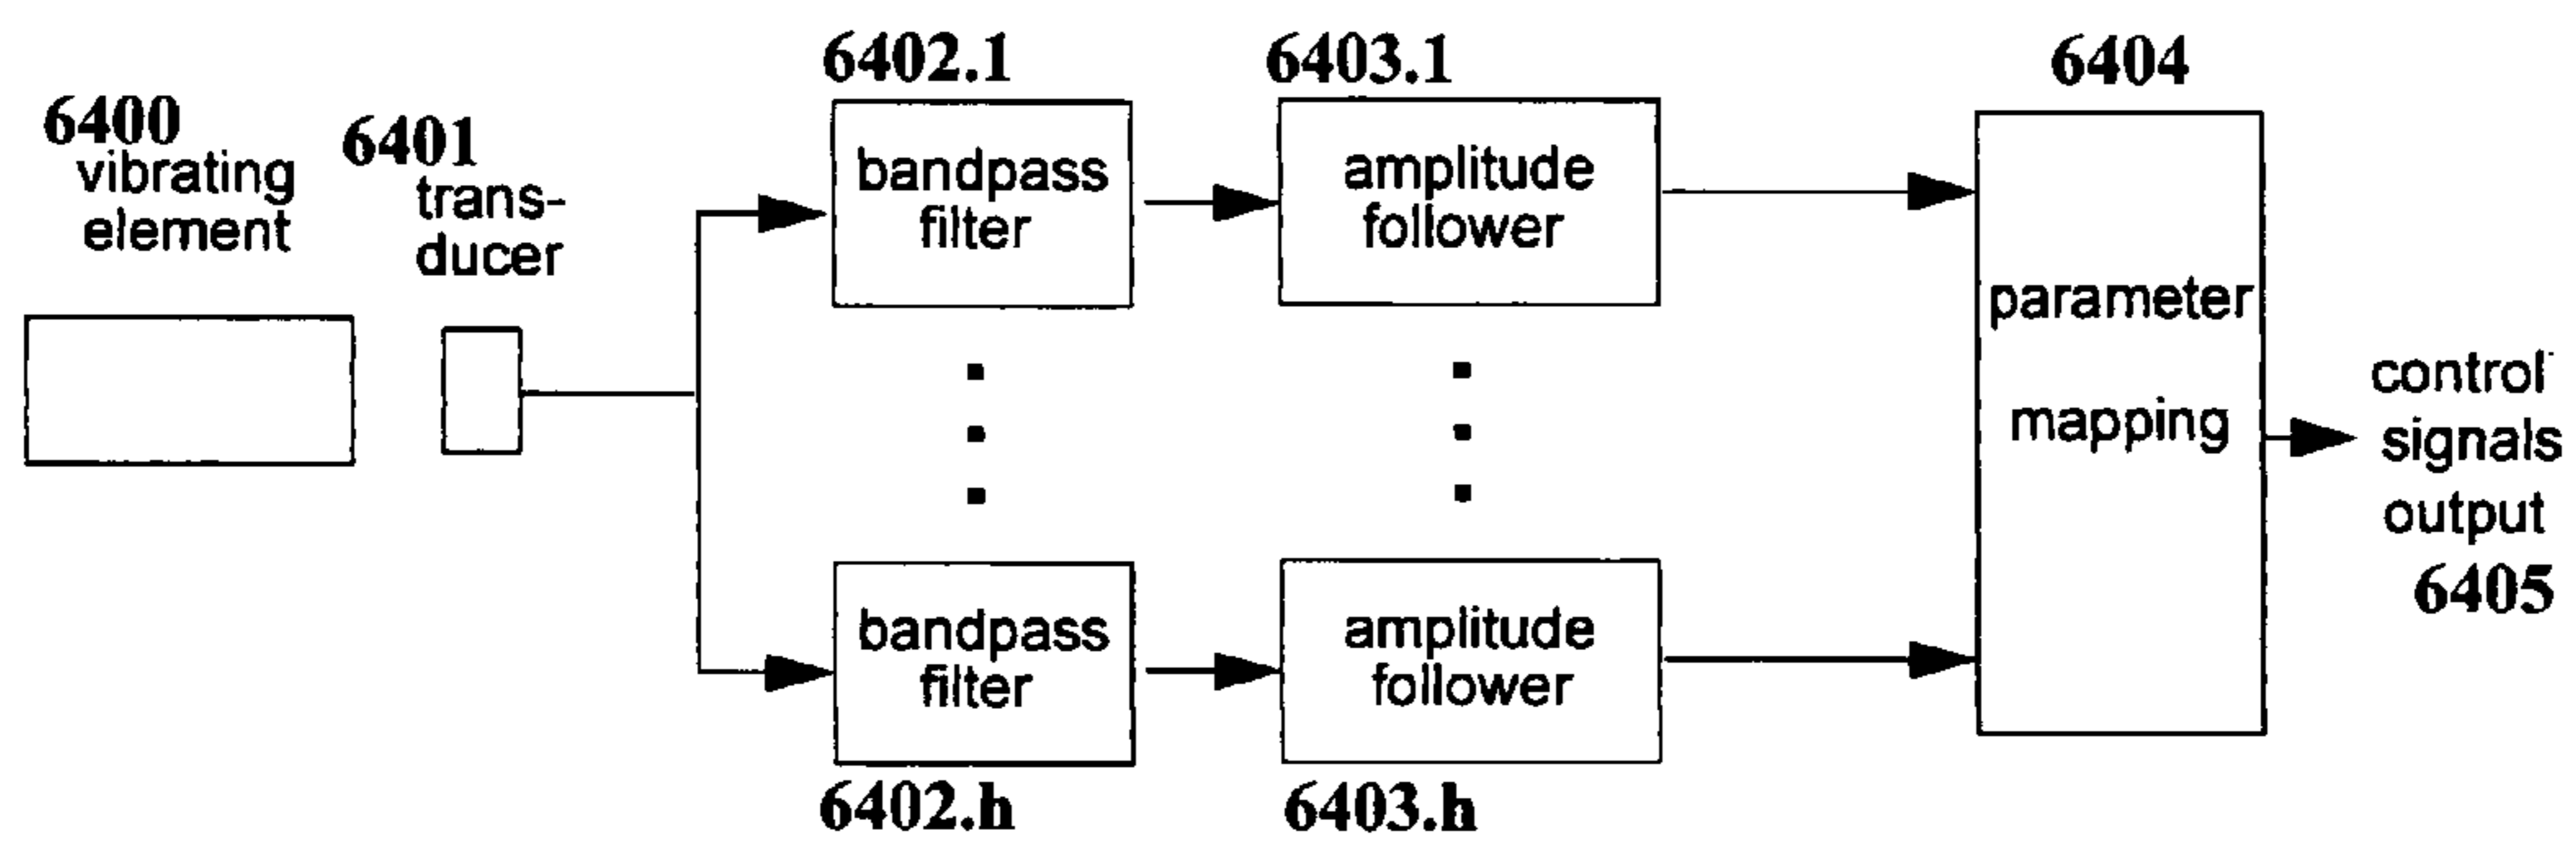 6400
vibrating
element
6401
trans-
ducer
6402.1
bandpass
filter
6403.1
amplitude
follower
6404
parameter
mapping
control
signals
output
6405
bandpass
filter
6402.h
amplitude
follower
6403.h